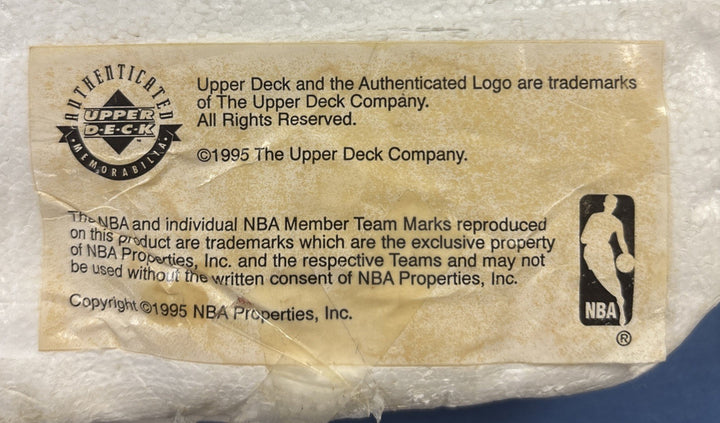 AUTHENTICATED
UPPER
D·E·C·K
MEMORABILIA
Upper Deck and the Authenticated Logo are trademarks
of The Upper Deck Company.
All Rights Reserved.
©1995 The Upper Deck Company.
The NBA and individual NBA Member Team Marks reproduced
on this product are trademarks which are the exclusive property
of NBA Properties, Inc. and the respective Teams and may not
be used without the written consent of NBA Properties, Inc.
Copyright ©1995 NBA Properties, Inc.
NBA
®